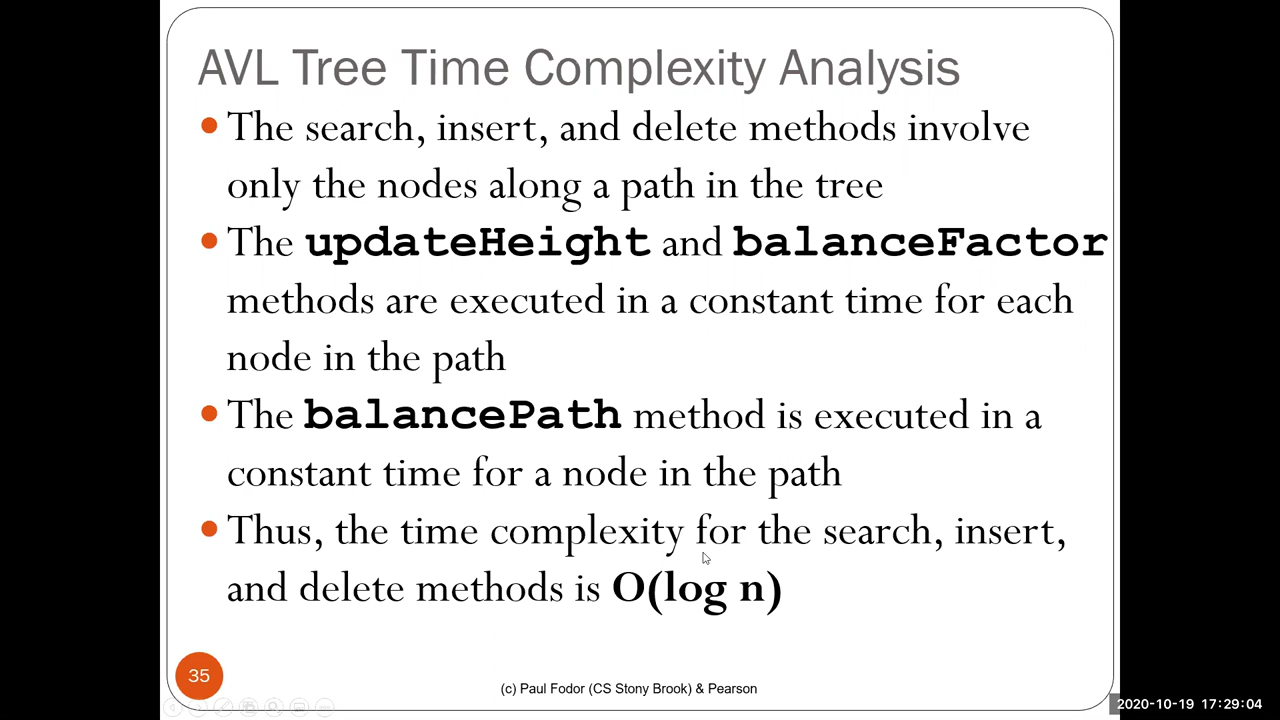 AVL Tree Time Complexity Analysis
The search, insert, and delete methods involve
only the nodes along a path in the tree
The updateHeight and balanceFactor
methods are executed in a constant time for each
node in the path
The balancePath method is executed in a
constant time for a node in the path
Thus, the time complexity for the search, insert,
and delete methods is O(log n)
35
(c) Paul Fodor (CS Stony Brook) & Pearson
2020-10-19 17:29:04